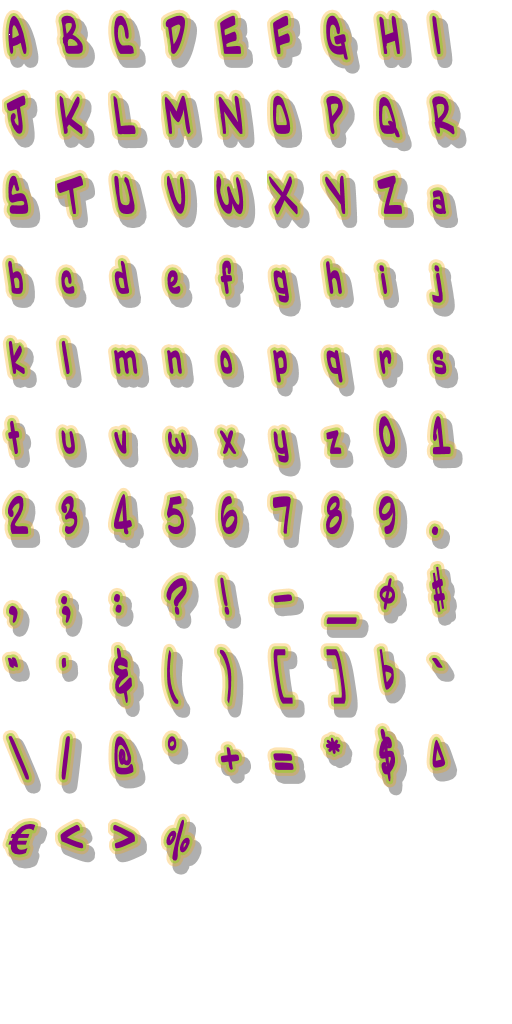 A B C D E F G H I
J K L M N O P Q R
S T U V W X Y Z a
b c d e f g h i j
k l m n o p q r s
t u v w x y z 0 1
2 3 4 5 6 7 8 9 .
, ; : ? ! - _ ø #
" ' & ( ) [ ] þ `
\ / @ ° + = * $ Δ
€ < > %